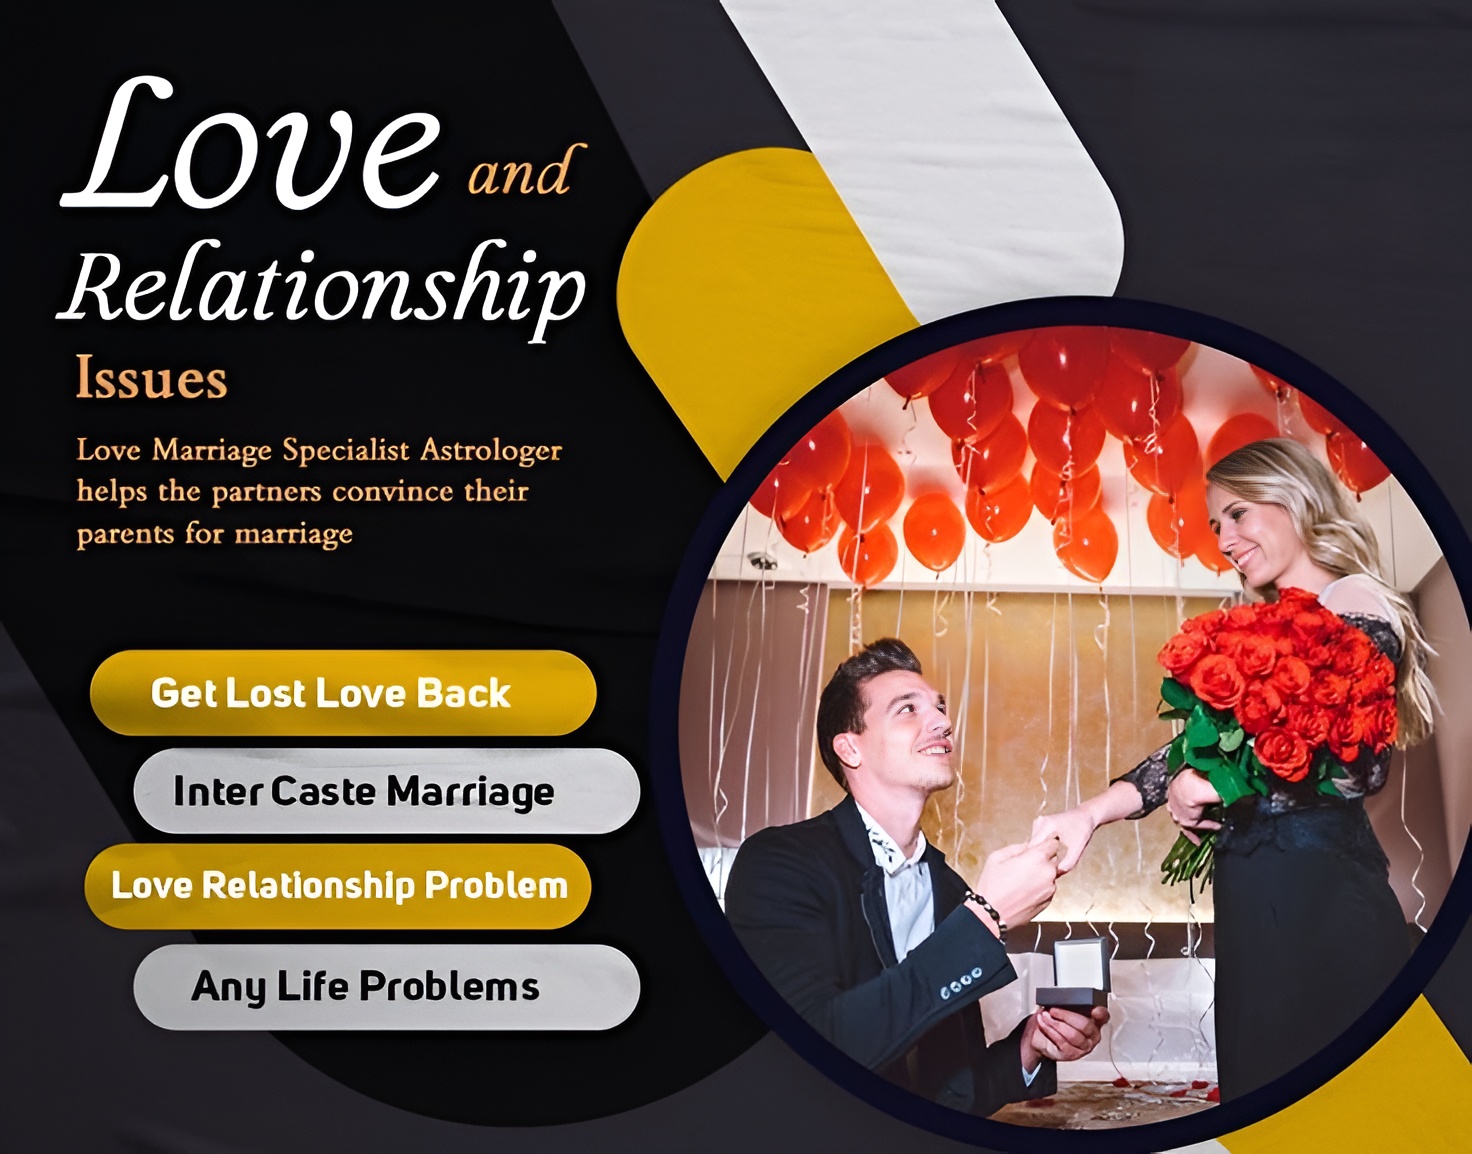 Love and
Relationship
Issues
Love Marriage Specialist Astrologer
helps the partners convince their
parents for marriage
Get Lost Love Back
Inter Caste Marriage
Love Relationship Problem
Any Life Problems